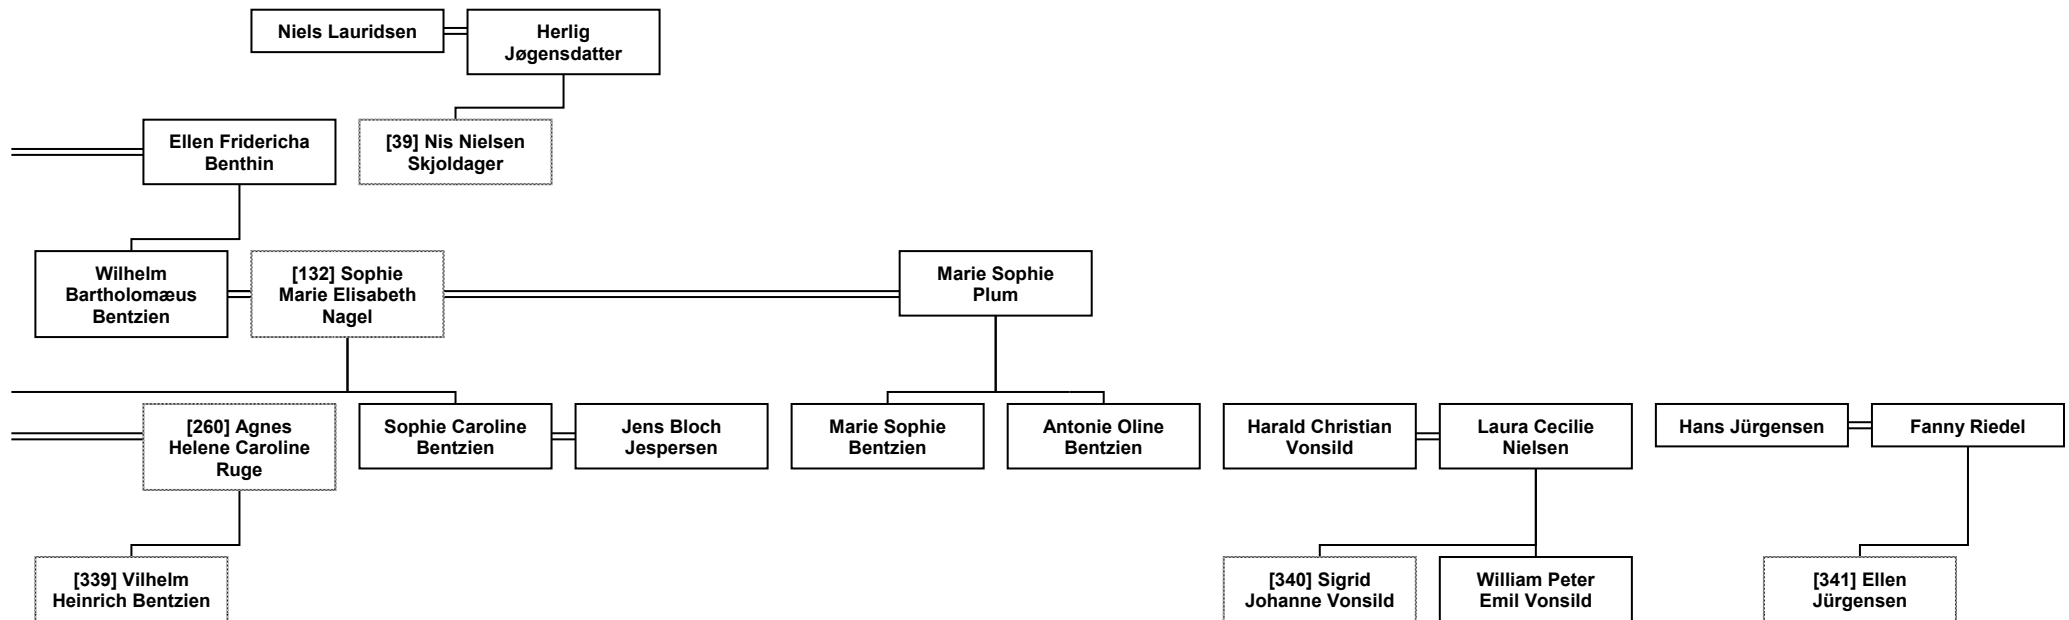 Niels Lauridsen
Herlig
Jøgensdatter
Ellen Fridericha
Benthin
[39] Nis Nielsen
Skjoldager
Wilhelm
Bartholomæus
Bentzien
[132] Sophie
Marie Elisabeth
Nagel
Marie Sophie
Plum
[260] Agnes
Helene Caroline
Ruge
Sophie Caroline
Bentzien
Jens Bloch
Jespersen
Marie Sophie
Bentzien
Antonie Oline
Bentzien
Harald Christian
Vonsild
Laura Cecilie
Nielsen
Hans Jürgensen
Fanny Riedel
[339] Vilhelm
Heinrich Bentzien
[340] Sigrid
Johanne Vonsild
William Peter
Emil Vonsild
[341] Ellen
Jürgensen